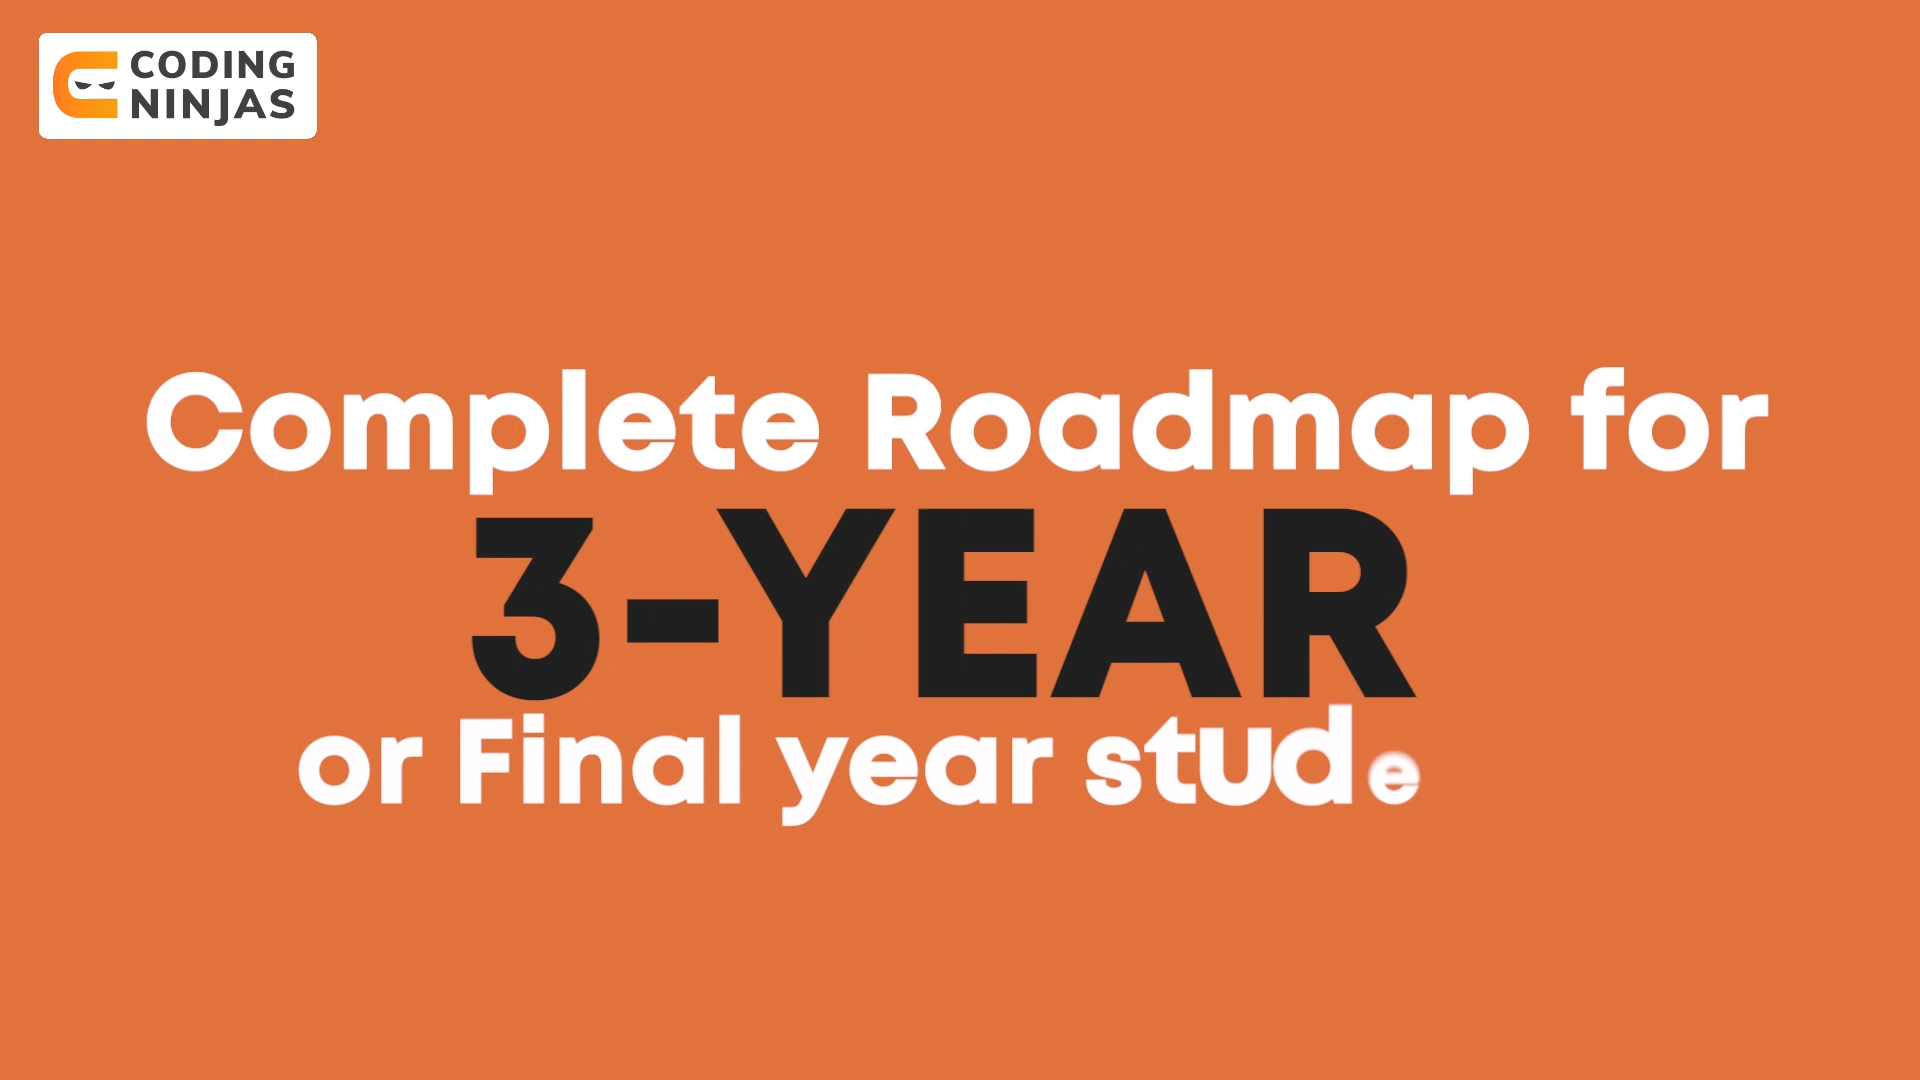 CODING
NINJAS
Complete Roadmap for
3-YEAR
or Final year stude